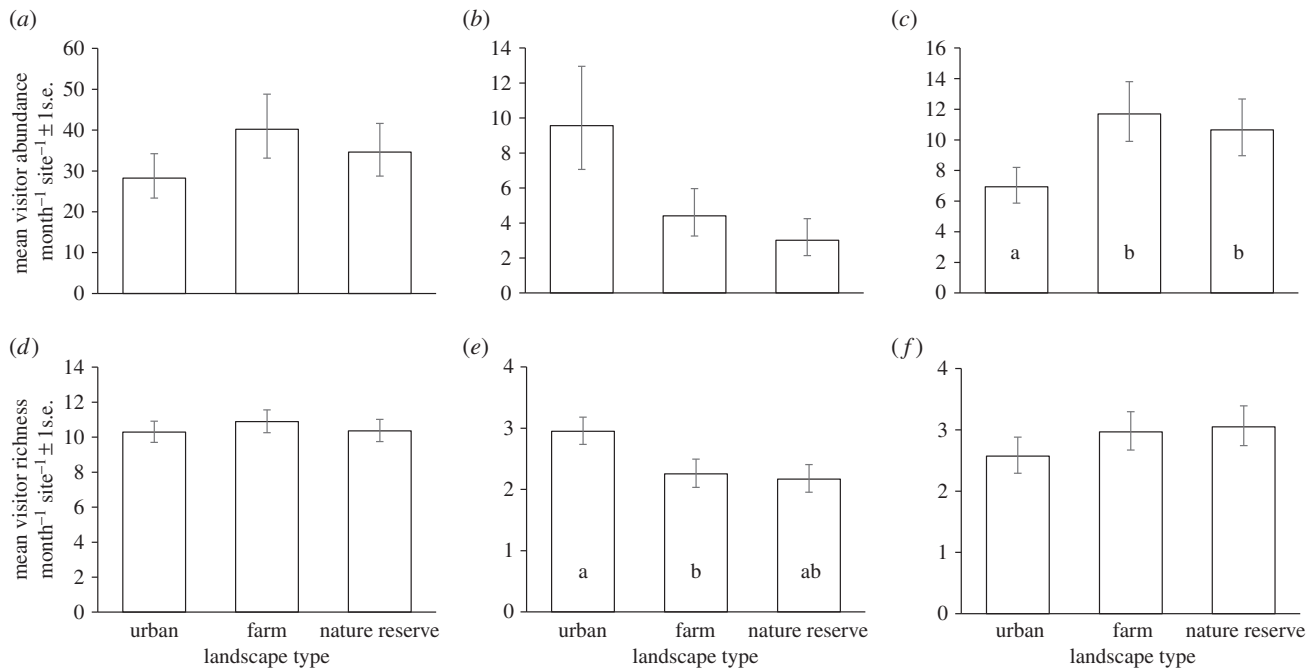 (a)
mean visitor abundance
month⁻¹ site⁻¹ ± 1 s.e.
60
50
40
30
20
10
0
(b)
14
12
10
8
6
4
2
0
(c)
16
14
12
10
8
6
4
2
0
a
b
b
(d)
mean visitor richness
month⁻¹ site⁻¹ ± 1 s.e.
14
12
10
8
6
4
2
0
urban farm nature reserve
landscape type
(e)
4
3
2
1
0
a
b
ab
urban farm nature reserve
landscape type
(f)
4
3
2
1
0
urban farm nature reserve
landscape type